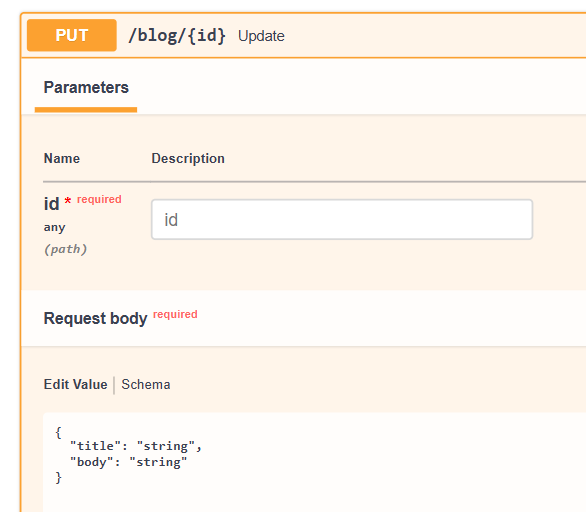 PUT /blog/{id} Update
Parameters
Name Description
id * required
any
(path)
id
Request body required
Edit Value | Schema
{
"title": "string",
"body": "string"
}